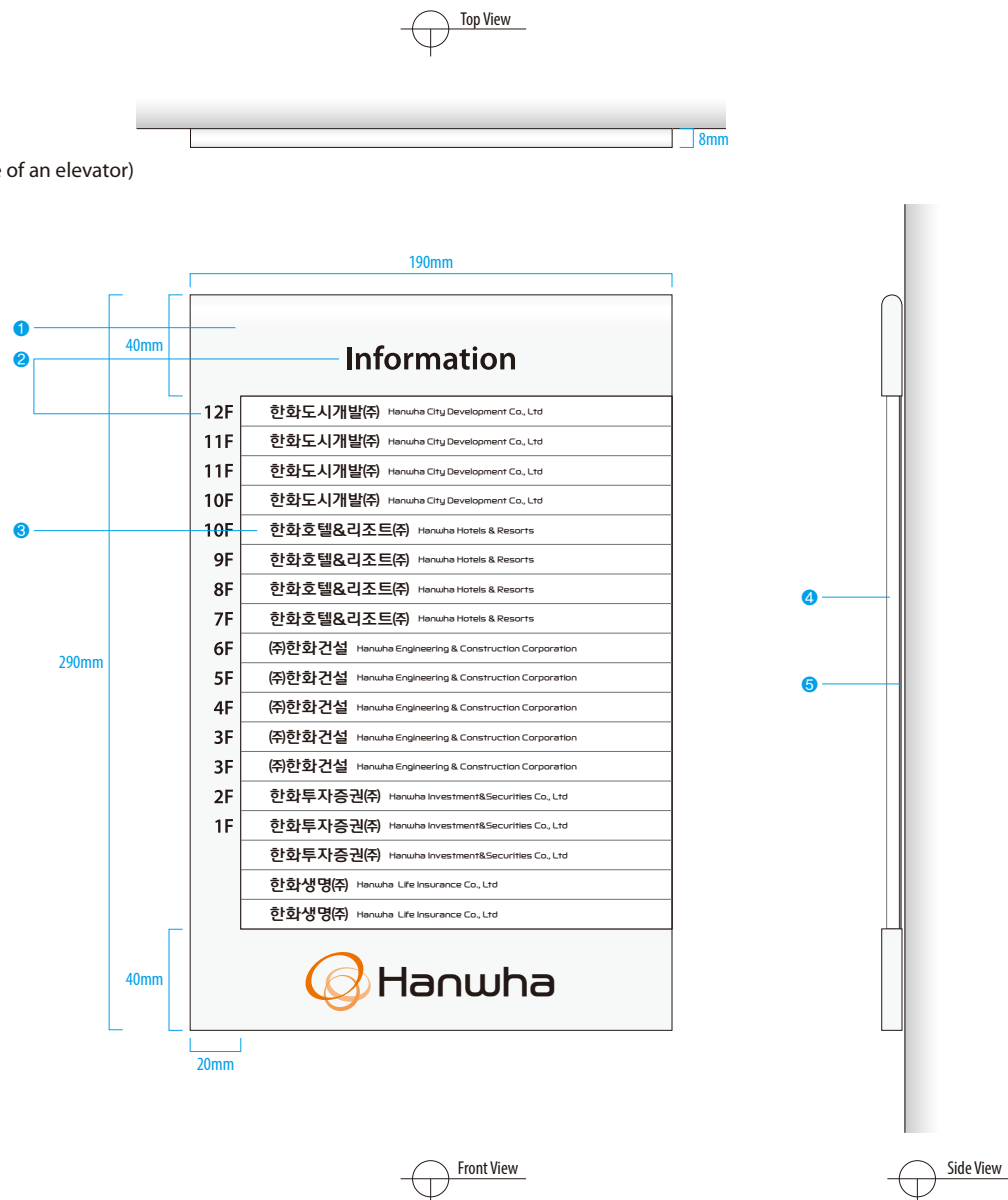 Top View
8mm
e of an elevator)
190mm
1
40mm
2
Information
12F 한화도시개발(주) Hanwha City Development Co., Ltd
11F 한화도시개발(주) Hanwha City Development Co., Ltd
11F 한화도시개발(주) Hanwha City Development Co., Ltd
10F 한화도시개발(주) Hanwha City Development Co., Ltd
3
10F 한화호텔&리조트(주) Hanwha Hotels & Resorts
9F 한화호텔&리조트(주) Hanwha Hotels & Resorts
8F 한화호텔&리조트(주) Hanwha Hotels & Resorts
4
7F 한화호텔&리조트(주) Hanwha Hotels & Resorts
6F (주)한화건설 Hanwha Engineering & Construction Corporation
290mm
5F (주)한화건설 Hanwha Engineering & Construction Corporation
5
4F (주)한화건설 Hanwha Engineering & Construction Corporation
3F (주)한화건설 Hanwha Engineering & Construction Corporation
3F (주)한화건설 Hanwha Engineering & Construction Corporation
2F 한화투자증권(주) Hanwha Investment&Securities Co., Ltd
1F 한화투자증권(주) Hanwha Investment&Securities Co., Ltd
한화투자증권(주) Hanwha Investment&Securities Co., Ltd
한화생명(주) Hanwha Life Insurance Co., Ltd
한화생명(주) Hanwha Life Insurance Co., Ltd
40mm
Hanwha
20mm
Front View
Side View